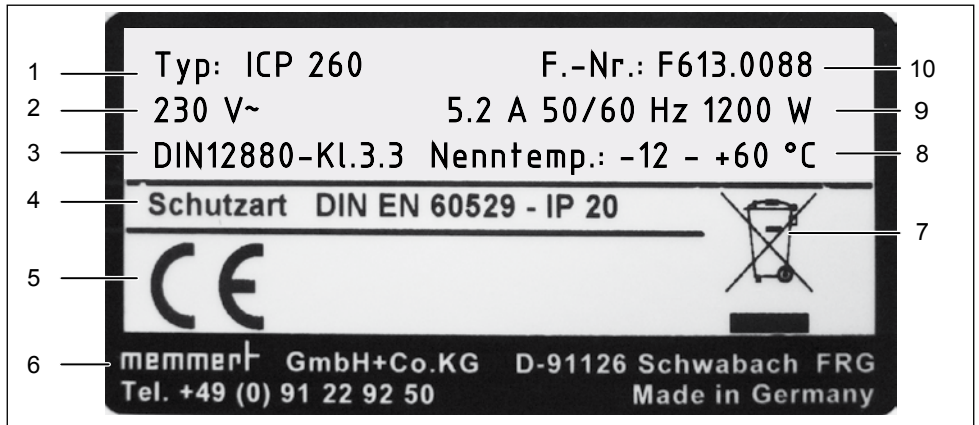 1 Typ: ICP 260 F.-Nr.: F613.0088 10
2 230 V~ 5.2 A 50/60 Hz 1200 W 9
3 DIN12880-Kl.3.3 Nenntemp.: -12 - +60 °C 8
4 Schutzart DIN EN 60529 - IP 20
7
5 CE
6 memmert GmbH+Co.KG D-91126 Schwabach FRG
Tel. +49 (0) 91 22 92 50 Made in Germany